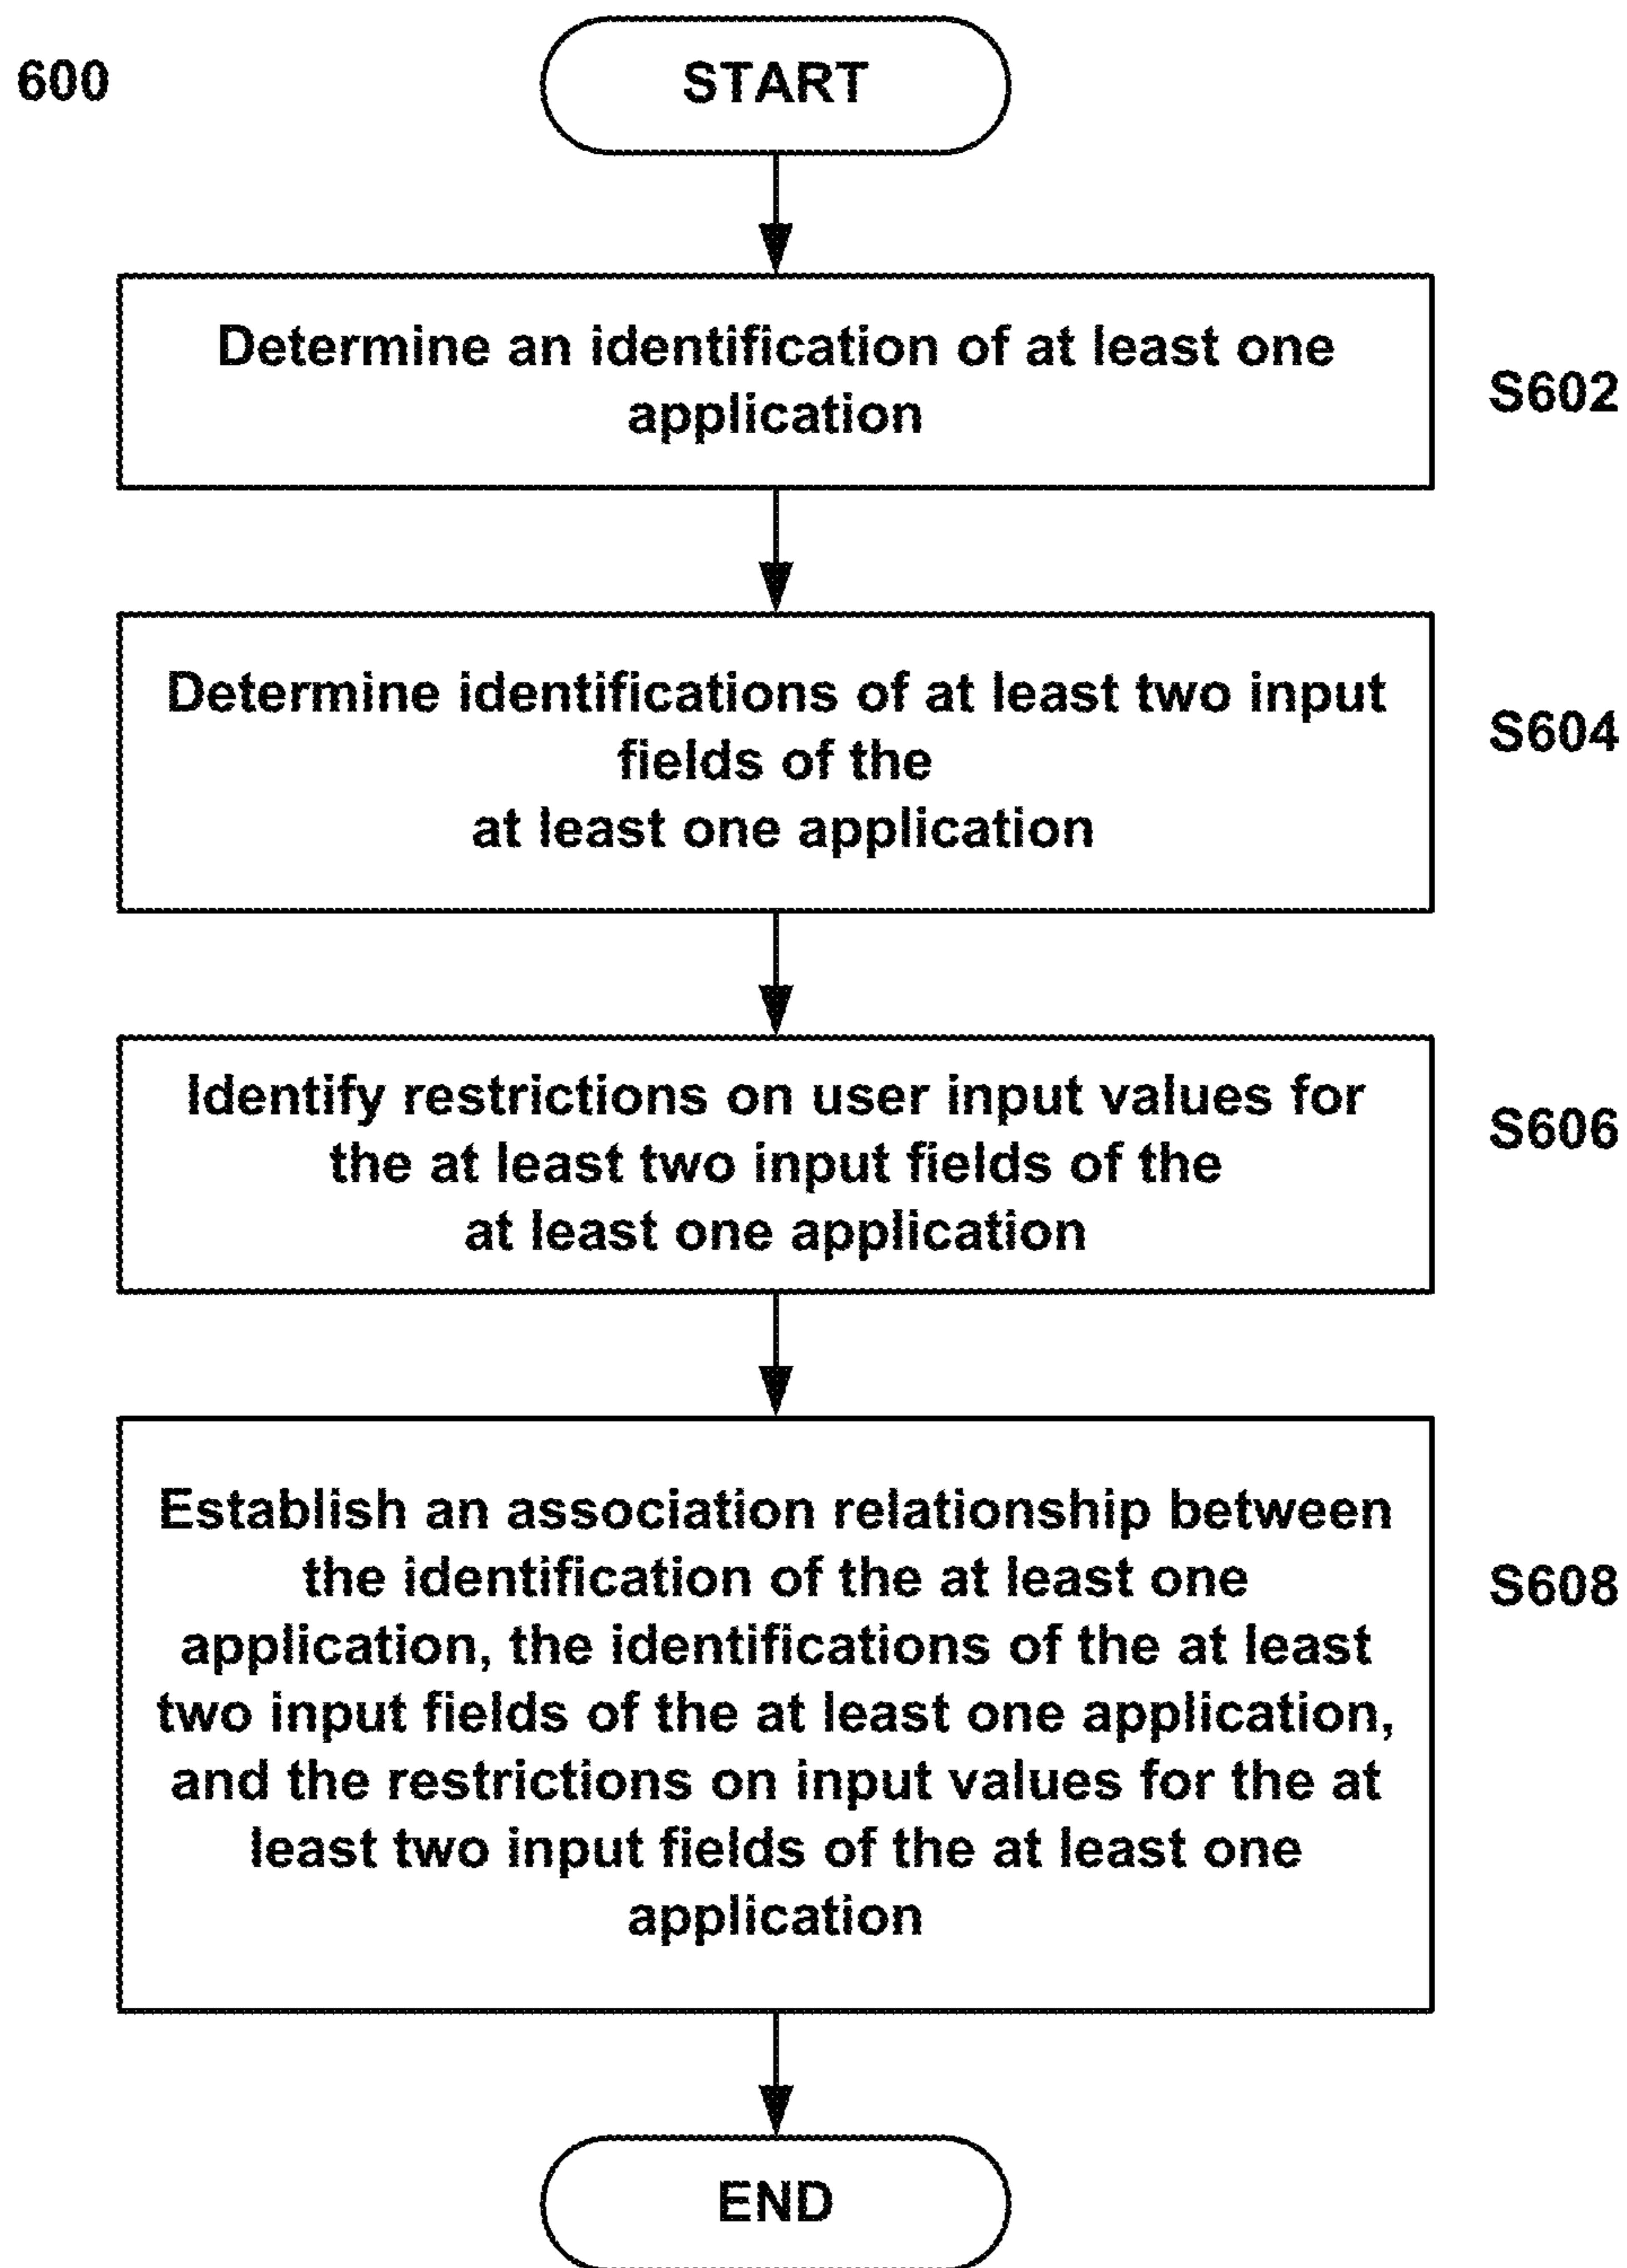 600
START
Determine an identification of at least one
application
S602
Determine identifications of at least two input
fields of the
at least one application
S604
Identify restrictions on user input values for
the at least two input fields of the
at least one application
S606
Establish an association relationship between
the identification of the at least one
application, the identifications of the at least
two input fields of the at least one application,
and the restrictions on input values for the at
least two input fields of the at least one
application
S608
END